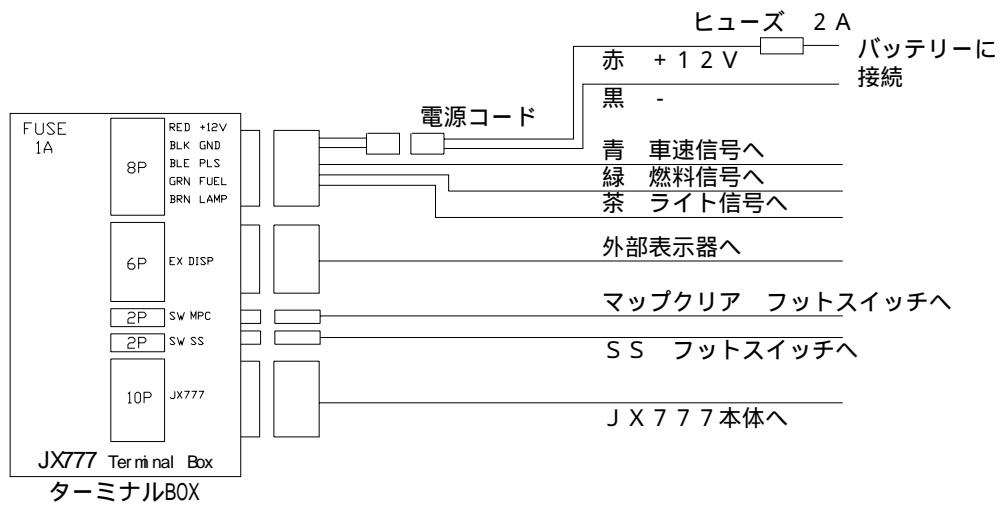 ヒューズ　２Ａ
バッテリーに
接続
赤　+１２Ｖ
黒　-
電源コード
青　車速信号へ
緑　燃料信号へ
茶　ライト信号へ
外部表示器へ
マップクリア　フットスイッチへ
ＳＳ　フットスイッチへ
ＪＸ７７７本体へ
FUSE
1A
8P
RED +12V
BLK GND
BLE PLS
GRN FUEL
BRN LAMP
6P
EX DISP
2P
SW MPC
2P
SW SS
10P
JX777
JX777 Terminal Box
ターミナルBOX